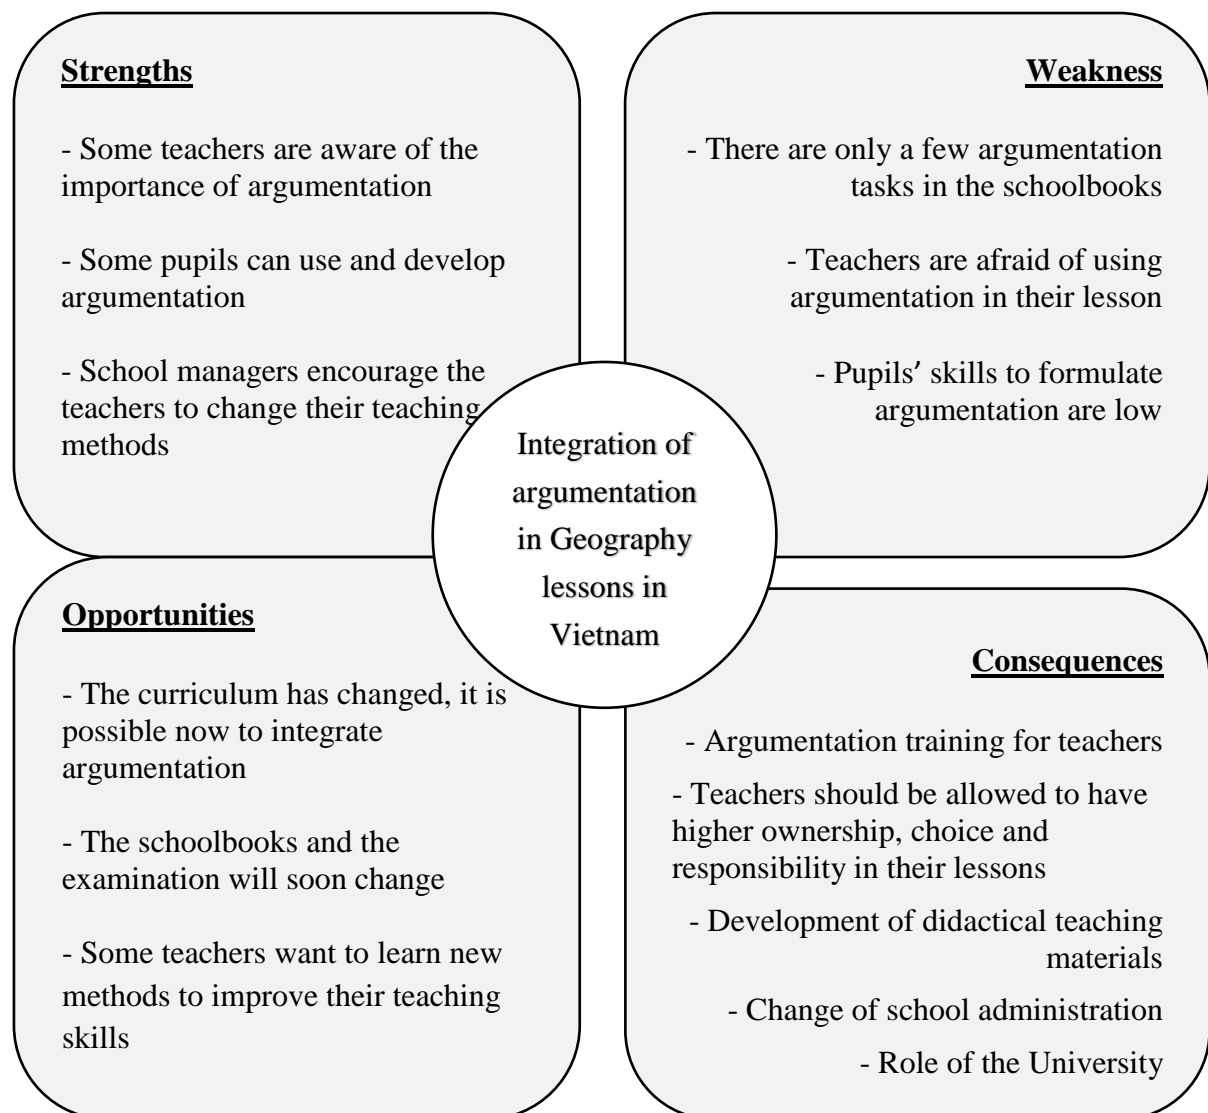 Strengths
- Some teachers are aware of the
importance of argumentation
- Some pupils can use and develop
argumentation
- School managers encourage the
teachers to change their teaching
methods
Weakness
- There are only a few argumentation
tasks in the schoolbooks
- Teachers are afraid of using
argumentation in their lesson
- Pupils’ skills to formulate
argumentation are low
Integration of
argumentation
in Geography
lessons in
Vietnam
Opportunities
- The curriculum has changed, it is
possible now to integrate
argumentation
- The schoolbooks and the
examination will soon change
- Some teachers want to learn new
methods to improve their teaching
skills
Consequences
- Argumentation training for teachers
- Teachers should be allowed to have
higher ownership, choice and
responsibility in their lessons
- Development of didactical teaching
materials
- Change of school administration
- Role of the University